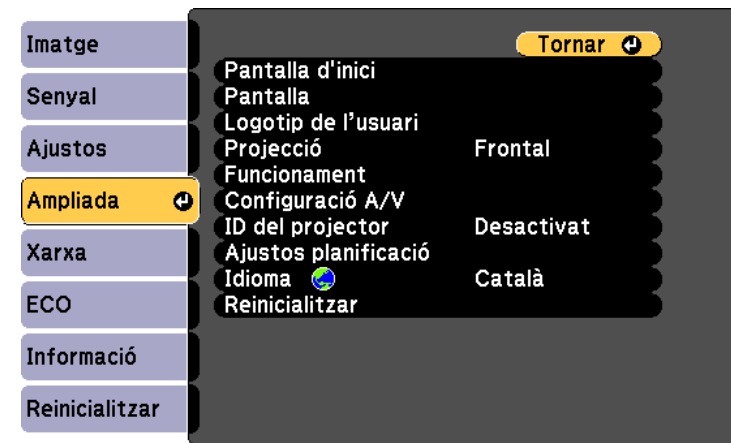 Imatge
Senyal
Ajustos
Ampliada
Xarxa
ECO
Informació
Reinicialitzar
Tornar
Pantalla d'inici
Pantalla
Logotip de l’usuari
Projecció Frontal
Funcionament
Configuració A/V
ID del projector Desactivat
Ajustos planificació
Idioma Català
Reinicialitzar